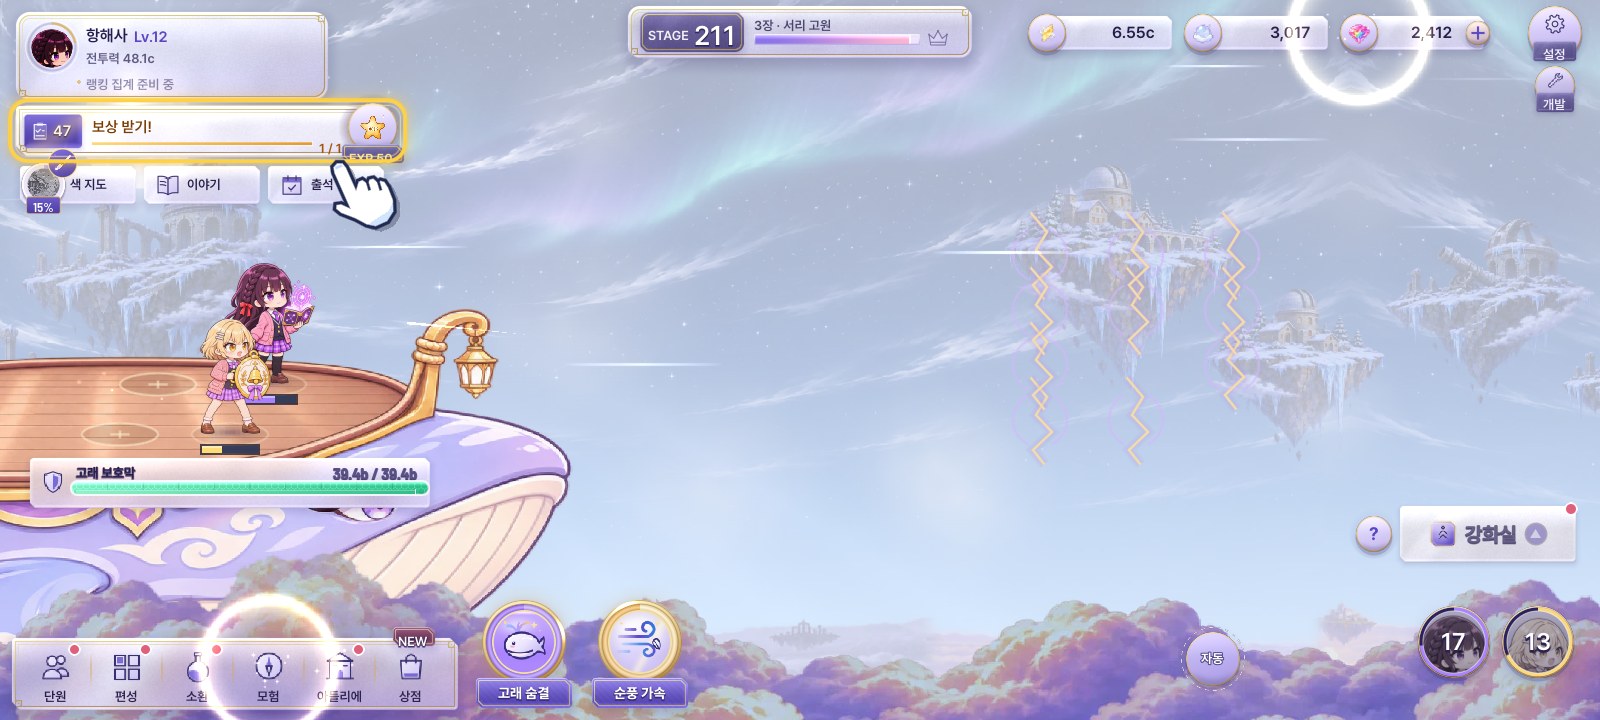 항해사 Lv.12
전투력 48.1c
랭킹 집계 준비 중
STAGE 211
3장 · 서리 고원
6.55c
3,017
2,412
설정
개발
47
보상 받기!
1/1
EXP 50
색 지도
15%
이야기
출석
고래 보호막
39.4b / 39.4b
?
강화실
17
13
자동
NEW
단원
편성
소환
모험
아틀리에
상점
고래 숨결
순풍 가속